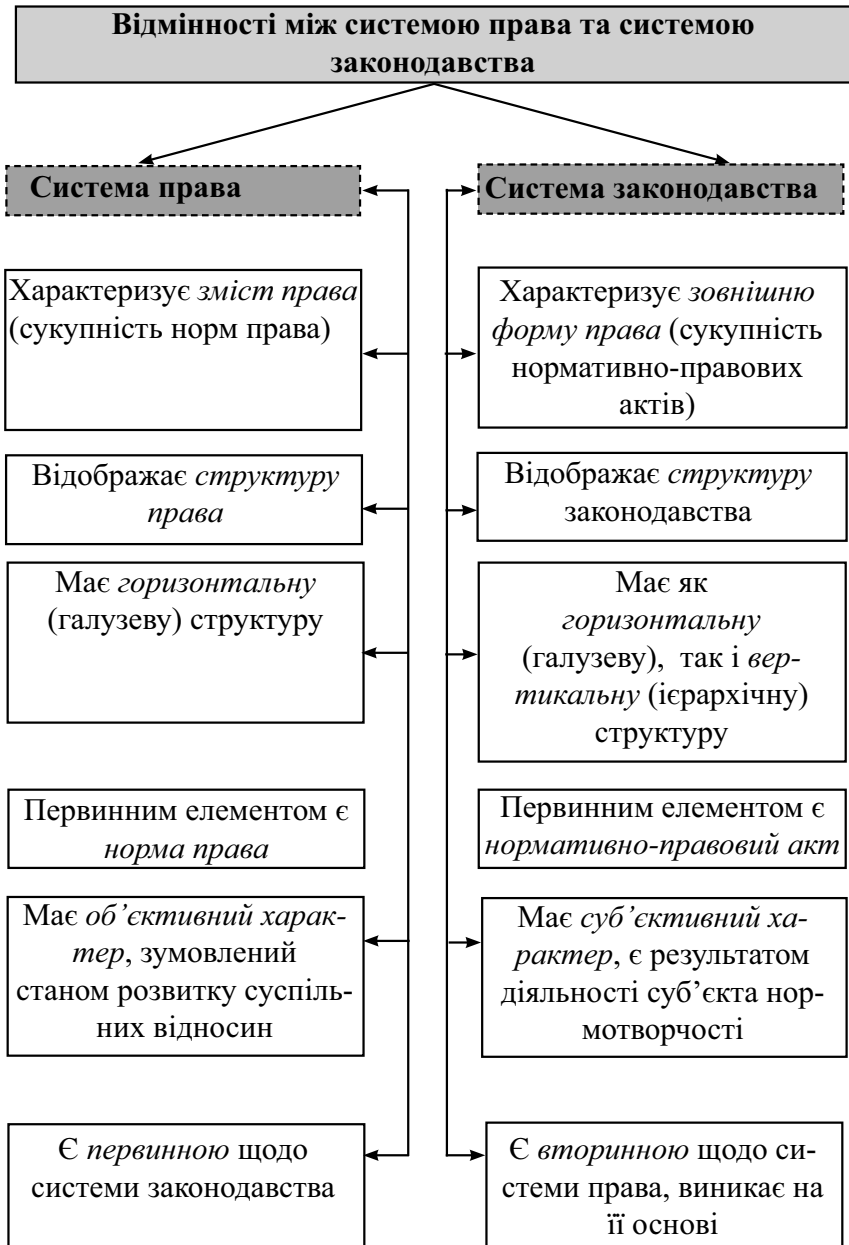 Відмінності між системою права та системою
законодавства
Система права
Система законодавства
Характеризує зміст права
(сукупність норм права)
Характеризує зовнішню
форму права (сукупність
нормативно-правових
актів)
Відображає структуру
права
Відображає структуру
законодавства
Має горизонтальну
(галузеву) структуру
Має як
горизонтальну
(галузеву), так і вер-
тикальну (ієрархічну)
структуру
Первинним елементом є
норма права
Первинним елементом є
нормативно-правовий акт
Має об’єктивний харак-
тер, зумовлений
станом розвитку суспіль-
них відносин
Має суб’єктивний ха-
рактер, є результатом
діяльності суб’єкта нор-
мотворчості
Є первинною щодо
системи законодавства
Є вторинною щодо си-
стеми права, виникає на
її основі